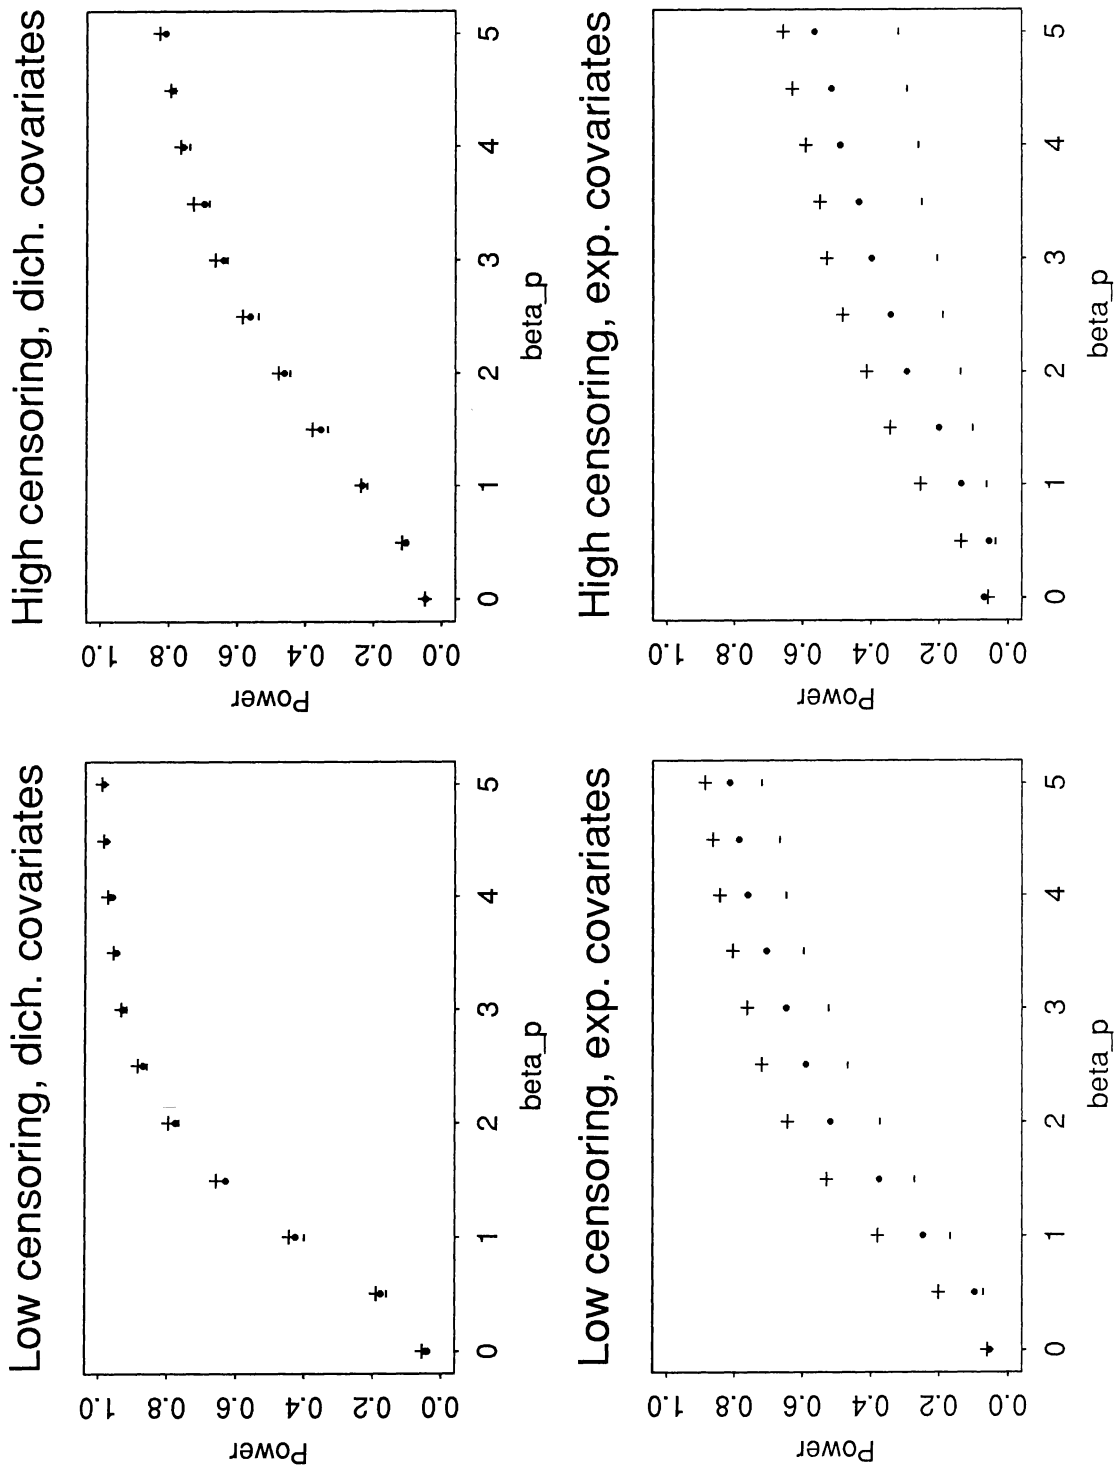 Low censoring, dich. covariates
Power
0.0 0.2 0.4 0.6 0.8 1.0
0 1 2 3 4 5
beta_p
High censoring, dich. covariates
Power
0.0 0.2 0.4 0.6 0.8 1.0
0 1 2 3 4 5
beta_p
Low censoring, exp. covariates
Power
0.0 0.2 0.4 0.6 0.8 1.0
0 1 2 3 4 5
beta_p
High censoring, exp. covariates
Power
0.0 0.2 0.4 0.6 0.8 1.0
0 1 2 3 4 5
beta_p